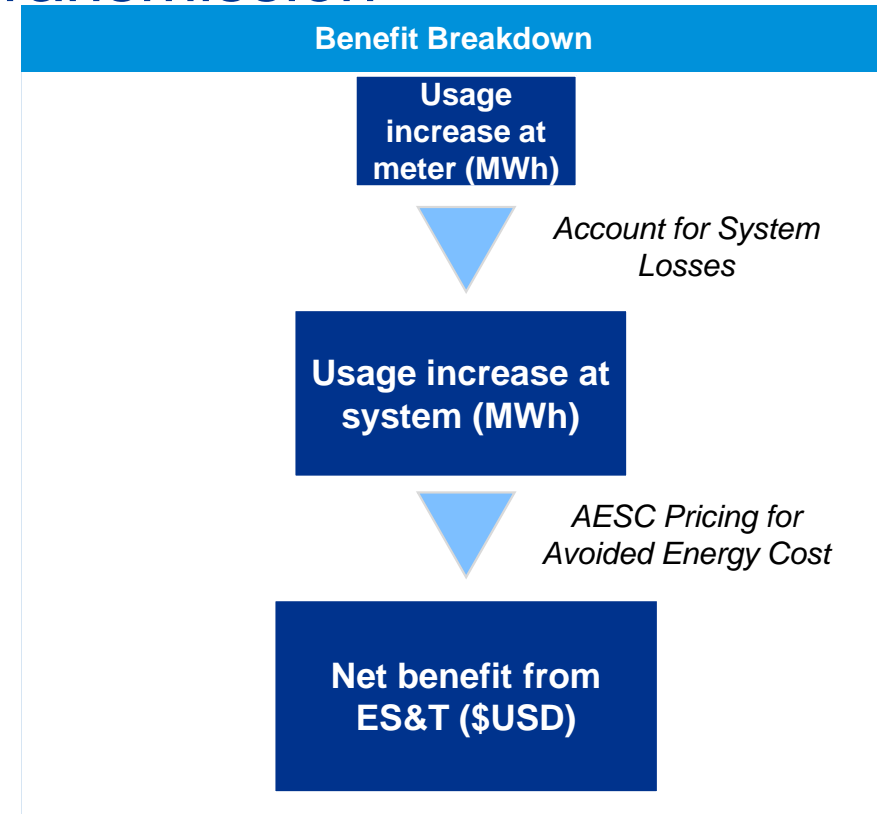 Benefit Breakdown
Usage
increase at
meter (MWh)
Account for System
Losses
Usage increase at
system (MWh)
AESC Pricing for
Avoided Energy Cost
Net benefit from
ES&T ($USD)